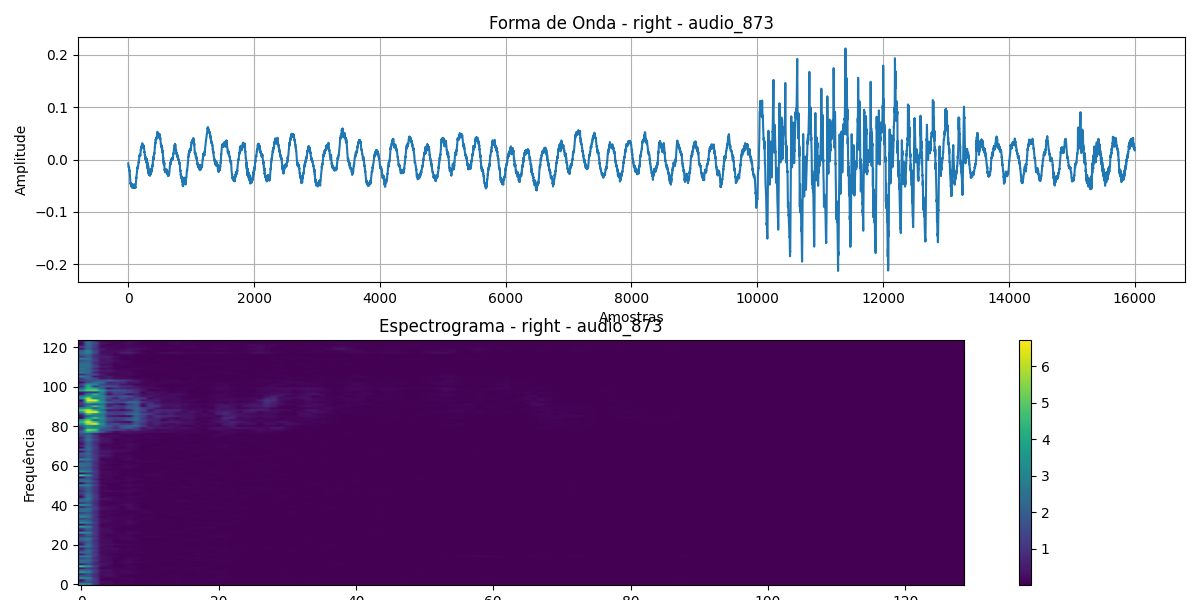 Forma de Onda - right - audio_873
Amplitude
0.2
0.1
0.0
−0.1
−0.2
0 2000 4000 6000 8000 10000 12000 14000 16000
Amostras
Espectrograma - right - audio_873
Frequência
120
100
80
60
40
20
0
0 20 40 60 80 100 120
6
5
4
3
2
1